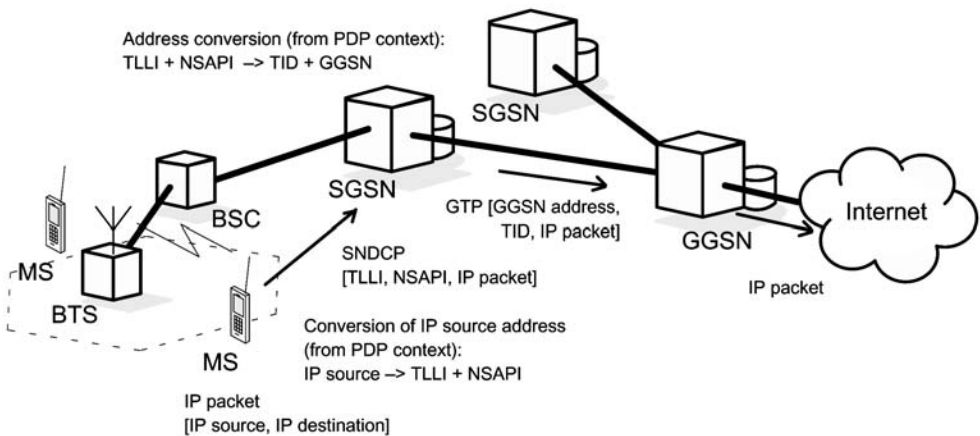 Address conversion (from PDP context):
TLLI + NSAPI –> TID + GGSN
SGSN
SGSN
BSC
MS
BTS
GTP [GGSN address,
TID, IP packet]
GGSN
Internet
SNDCP
[TLLI, NSAPI, IP packet]
IP packet
MS
Conversion of IP source address
(from PDP context):
IP source –> TLLI + NSAPI
IP packet
[IP source, IP destination]